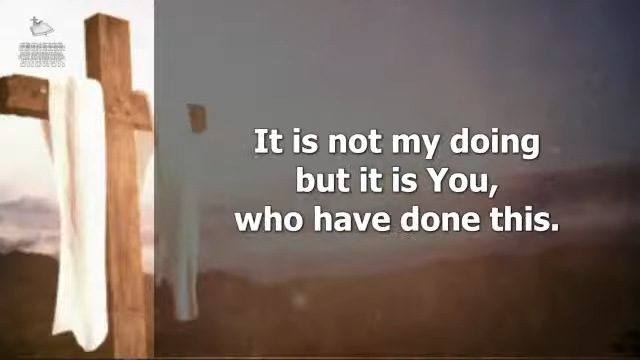 It is not my doing
but it is You,
who have done this.